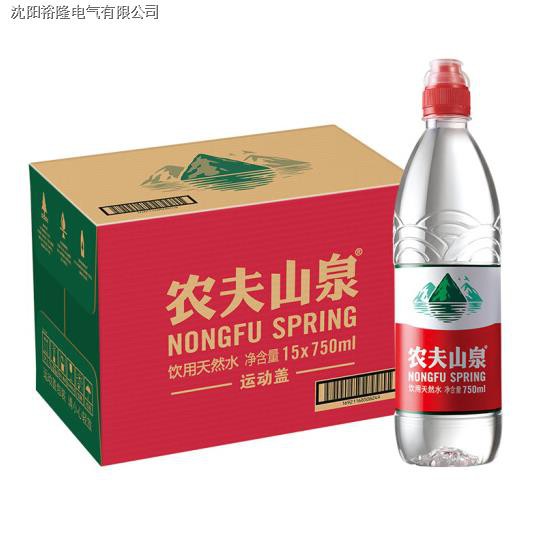 沈阳裕隆电气有限公司
农夫山泉®
NONGFU SPRING
饮用天然水 净含量15x750ml
运动盖
农夫山泉®
NONGFU SPRING
饮用天然水 净含量750ml